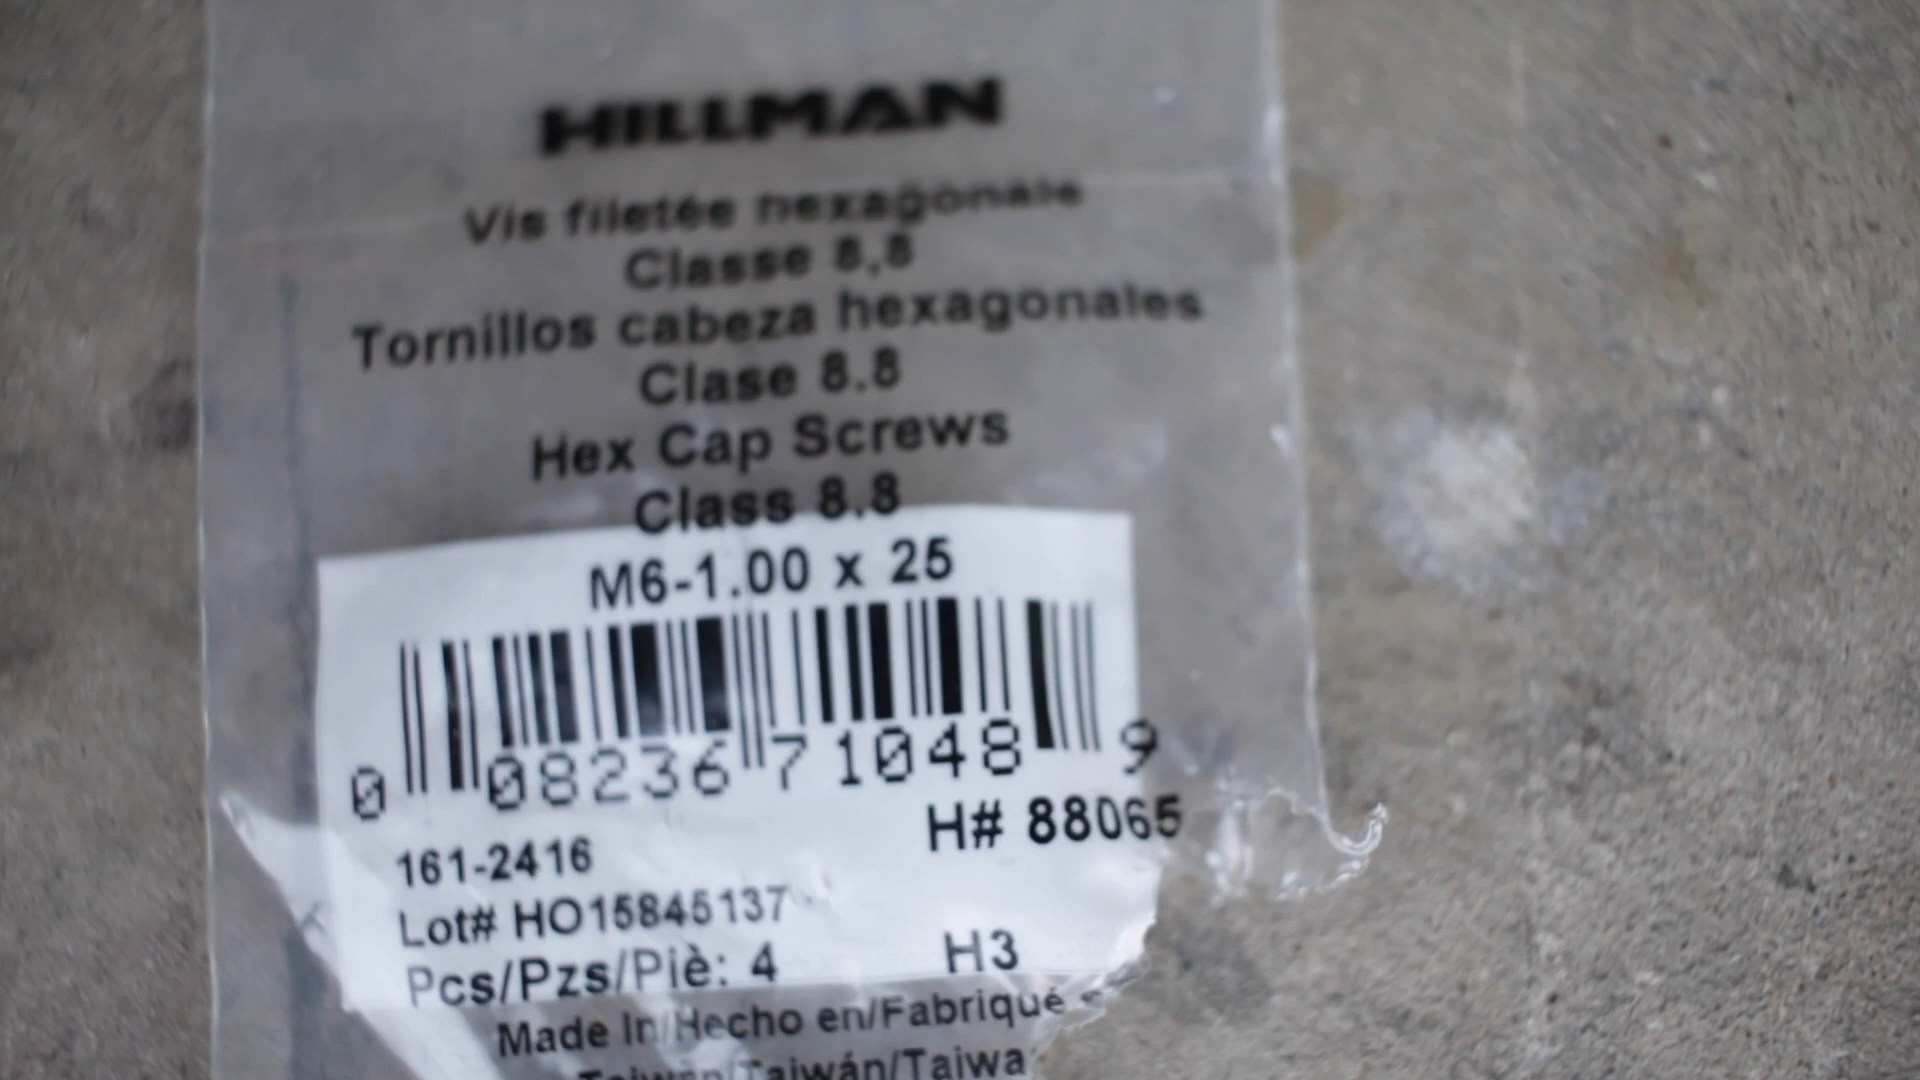 HILLMAN
Vis filetée hexagonale
Classe 8,8
Tornillos cabeza hexagonales
Clase 8.8
Hex Cap Screws
Class 8.8
M6-1.00 x 25
0 08236 71048 9
H# 88065
161-2416
Lot# HO15845137
Pcs/Pzs/Piè: 4 H3
Made In/Hecho en/Fabriqué
Taiwan/Taiwán/Taiwa